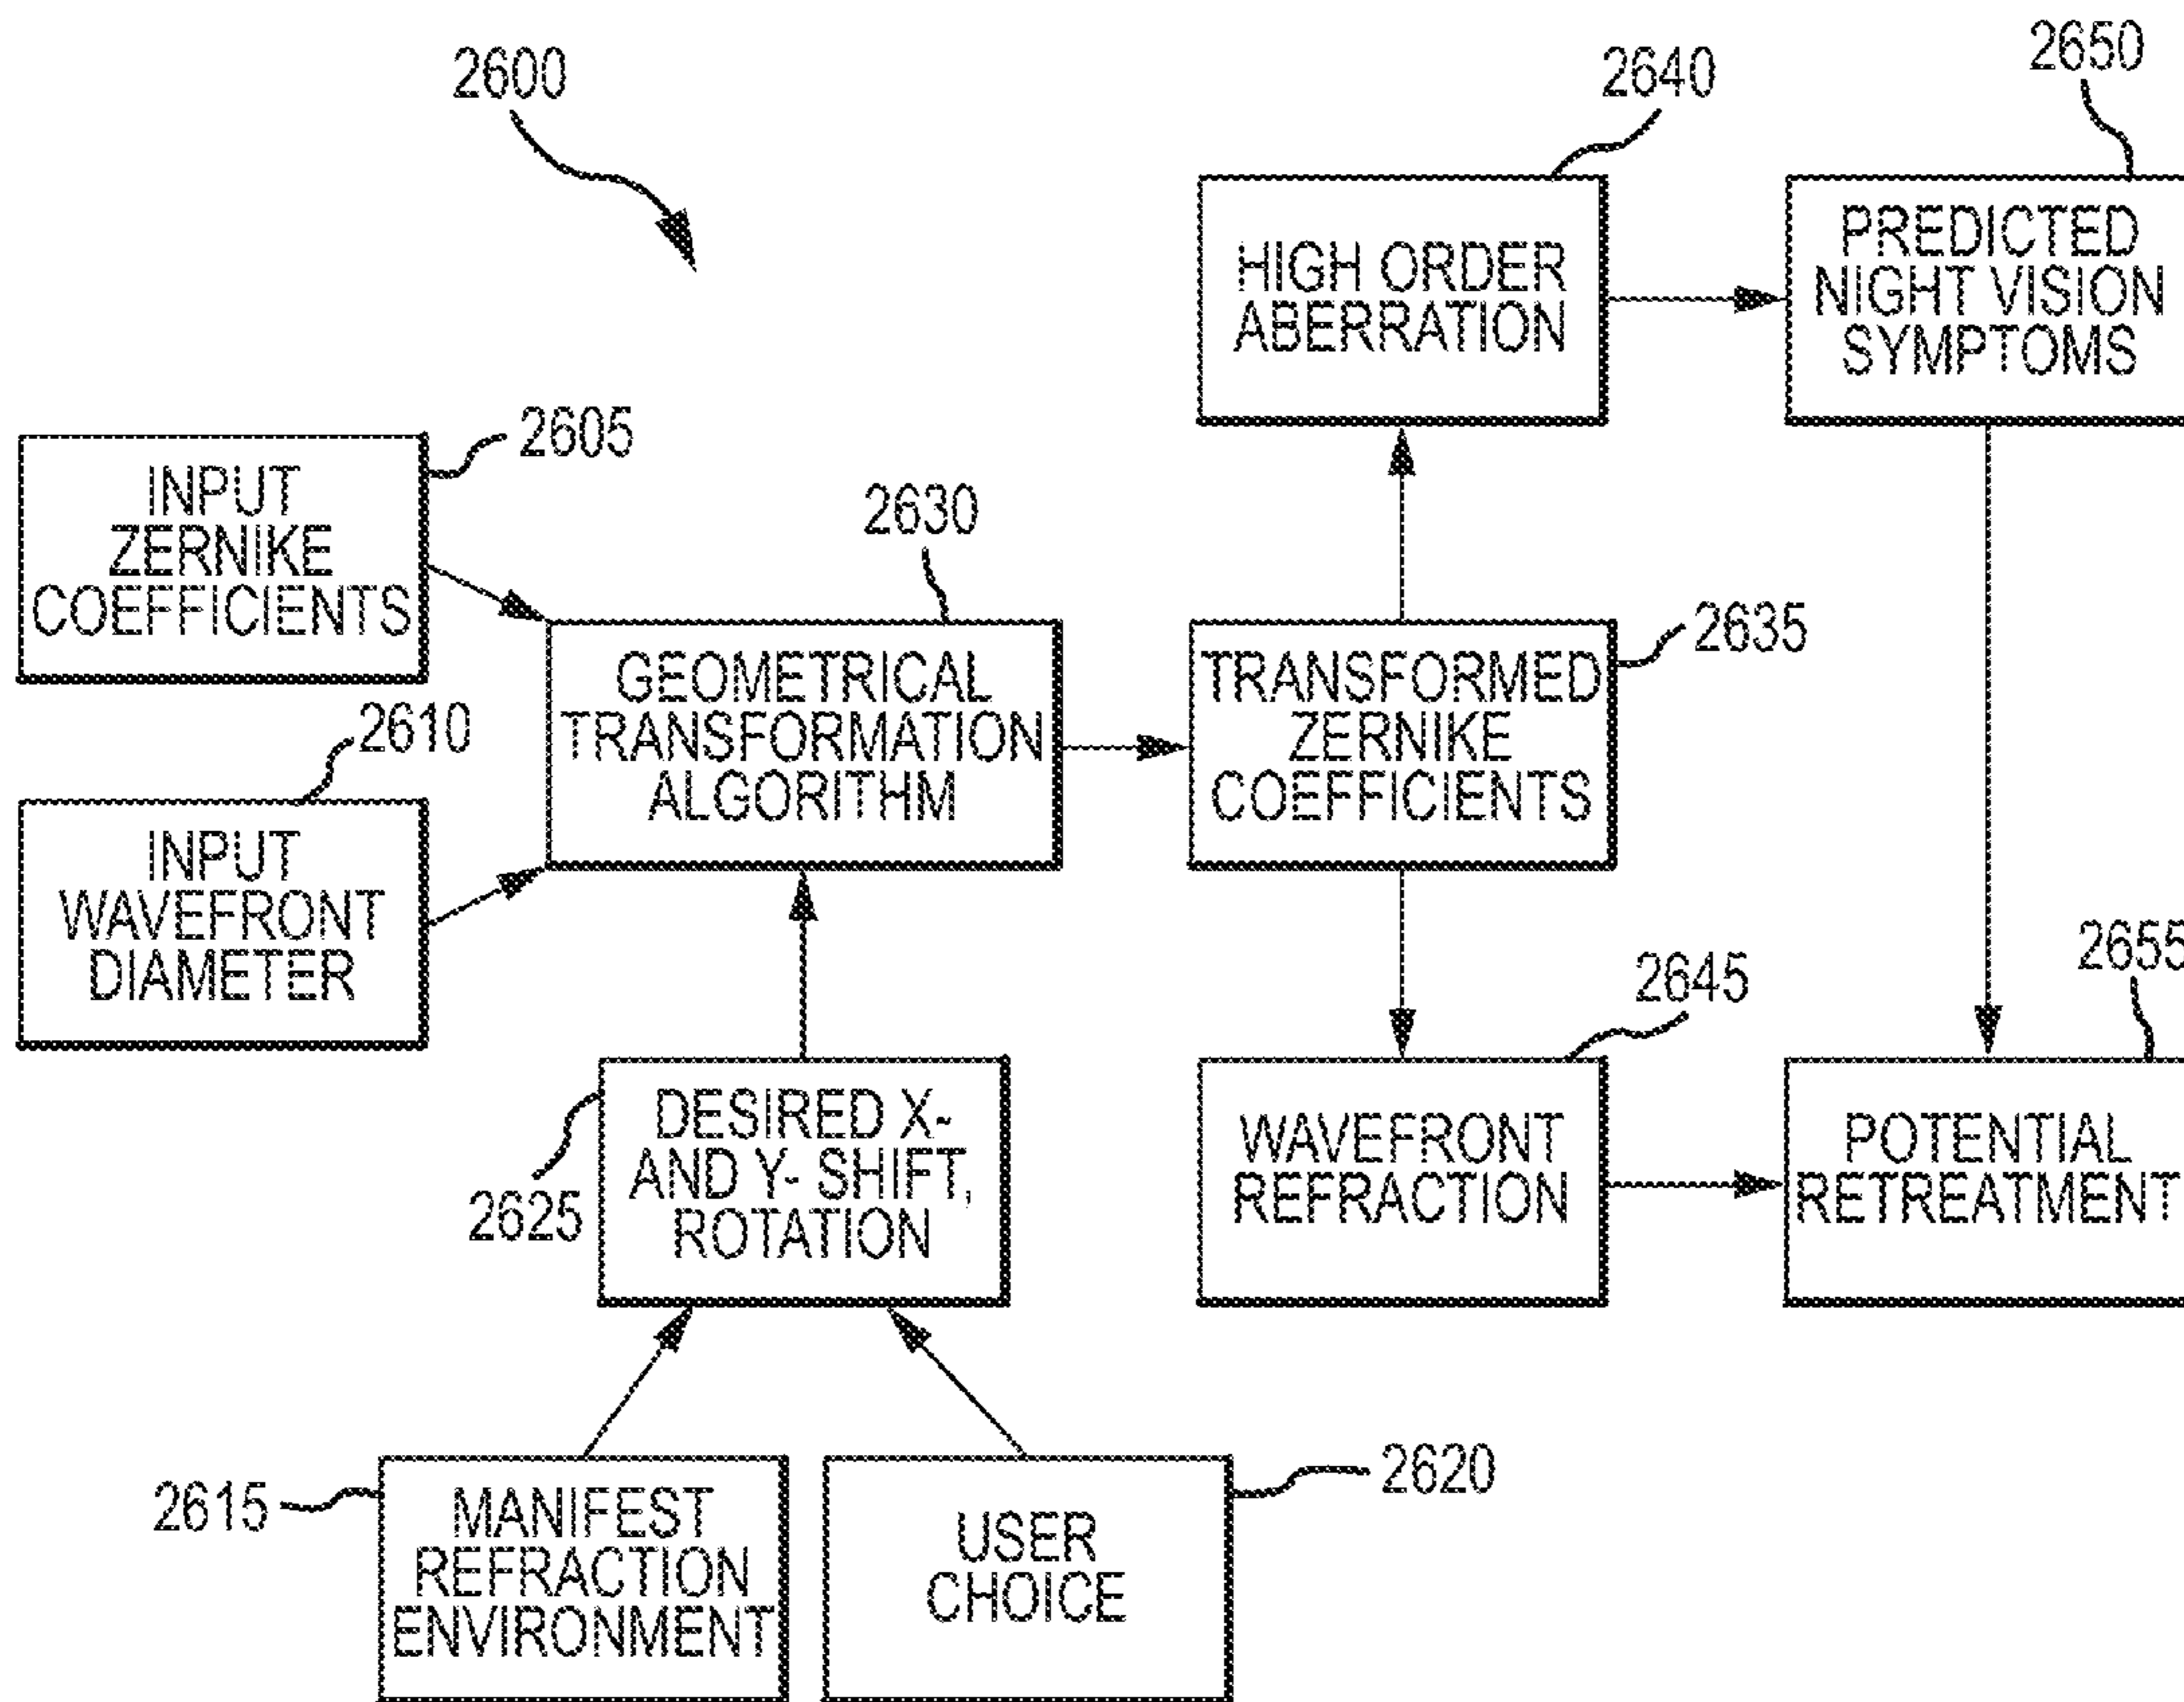 2600
2640
2650
HIGH ORDER
ABERRATION
PREDICTED
NIGHT VISION
SYMPTOMS
2605
INPUT
ZERNIKE
COEFFICIENTS
2630
2635
GEOMETRICAL
TRANSFORMATION
ALGORITHM
TRANSFORMED
ZERNIKE
COEFFICIENTS
2610
INPUT
WAVEFRONT
DIAMETER
2645
2655
2625
DESIRED X-
AND Y- SHIFT,
ROTATION
WAVEFRONT
REFRACTION
POTENTIAL
RETREATMENT
2615
MANIFEST
REFRACTION
ENVIRONMENT
2620
USER
CHOICE